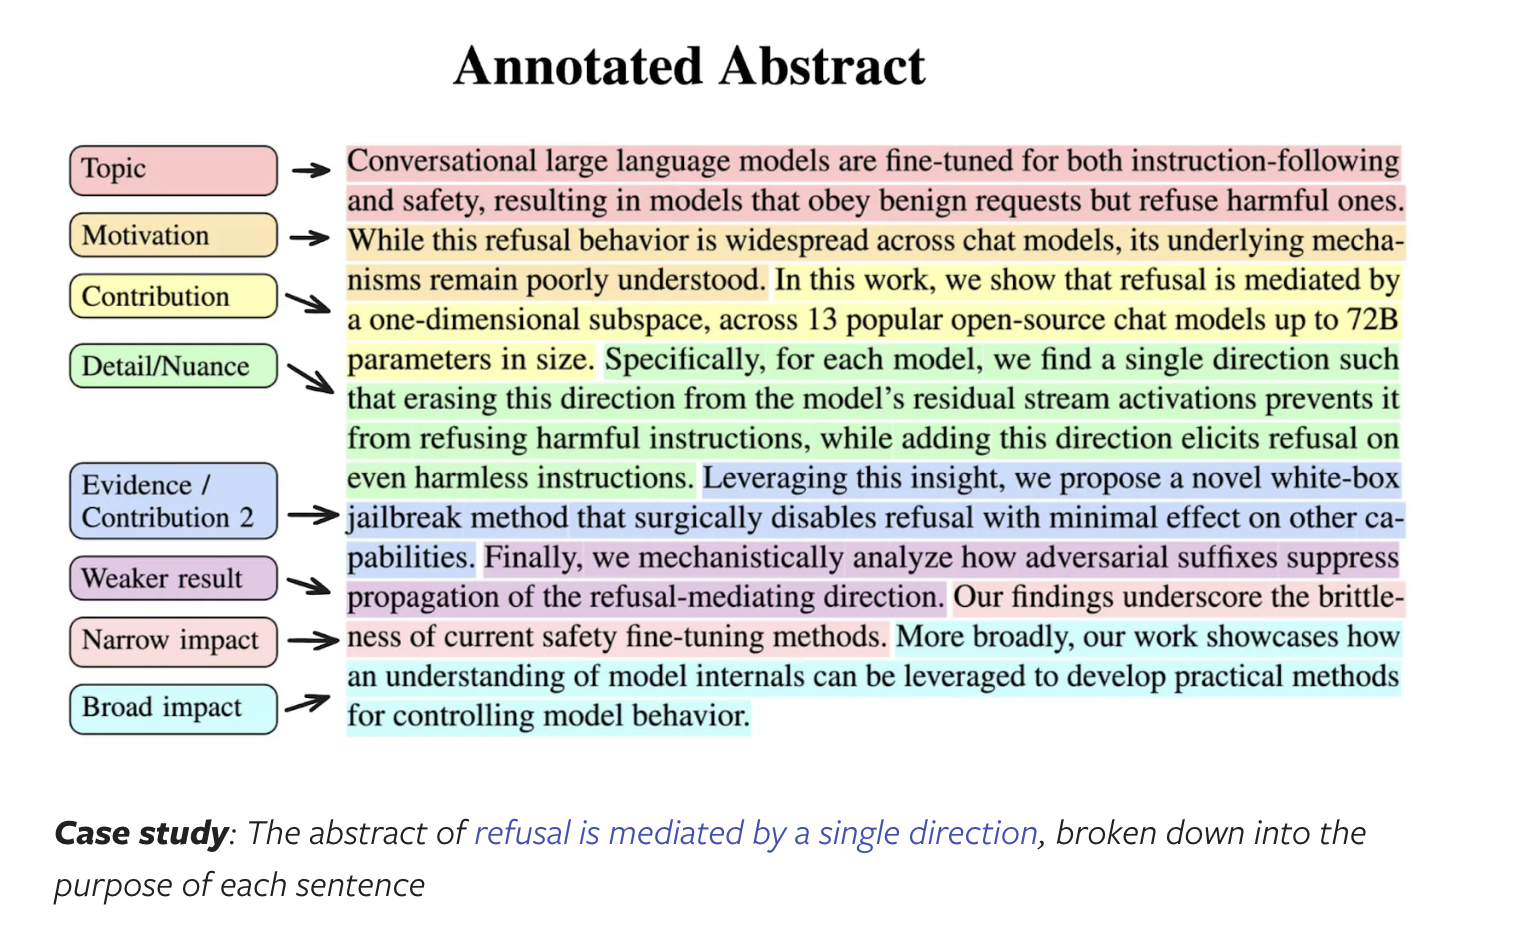 Annotated Abstract
Topic
Motivation
Contribution
Detail/Nuance
Evidence /
Contribution 2
Weaker result
Narrow impact
Broad impact
Conversational large language models are fine-tuned for both instruction-following
and safety, resulting in models that obey benign requests but refuse harmful ones.
While this refusal behavior is widespread across chat models, its underlying mecha-
nisms remain poorly understood. In this work, we show that refusal is mediated by
a one-dimensional subspace, across 13 popular open-source chat models up to 72B
parameters in size. Specifically, for each model, we find a single direction such
that erasing this direction from the model's residual stream activations prevents it
from refusing harmful instructions, while adding this direction elicits refusal on
even harmless instructions. Leveraging this insight, we propose a novel white-box
jailbreak method that surgically disables refusal with minimal effect on other ca-
pabilities. Finally, we mechanistically analyze how adversarial suffixes suppress
propagation of the refusal-mediating direction. Our findings underscore the brittle-
ness of current safety fine-tuning methods. More broadly, our work showcases how
an understanding of model internals can be leveraged to develop practical methods
for controlling model behavior.
Case study: The abstract of refusal is mediated by a single direction, broken down into the
purpose of each sentence